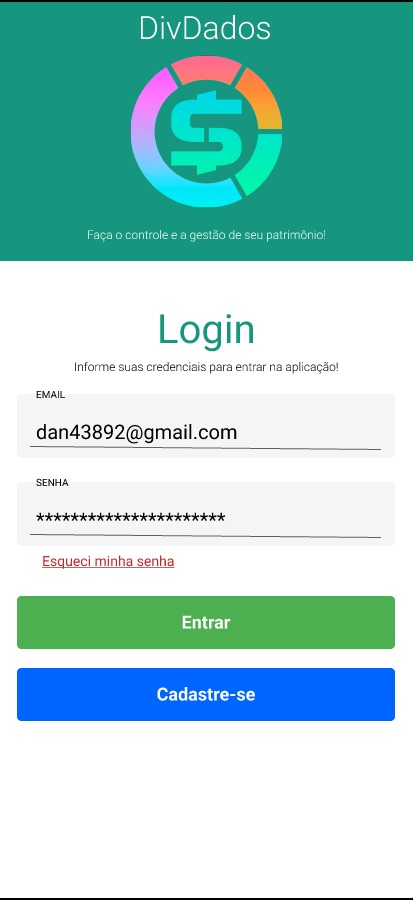 DivDados
Faça o controle e a gestão de seu patrimônio!
Login
Informe suas credenciais para entrar na aplicação!
EMAIL
dan43892@gmail.com
SENHA
**********************
Esqueci minha senha
Entrar
Cadastre-se